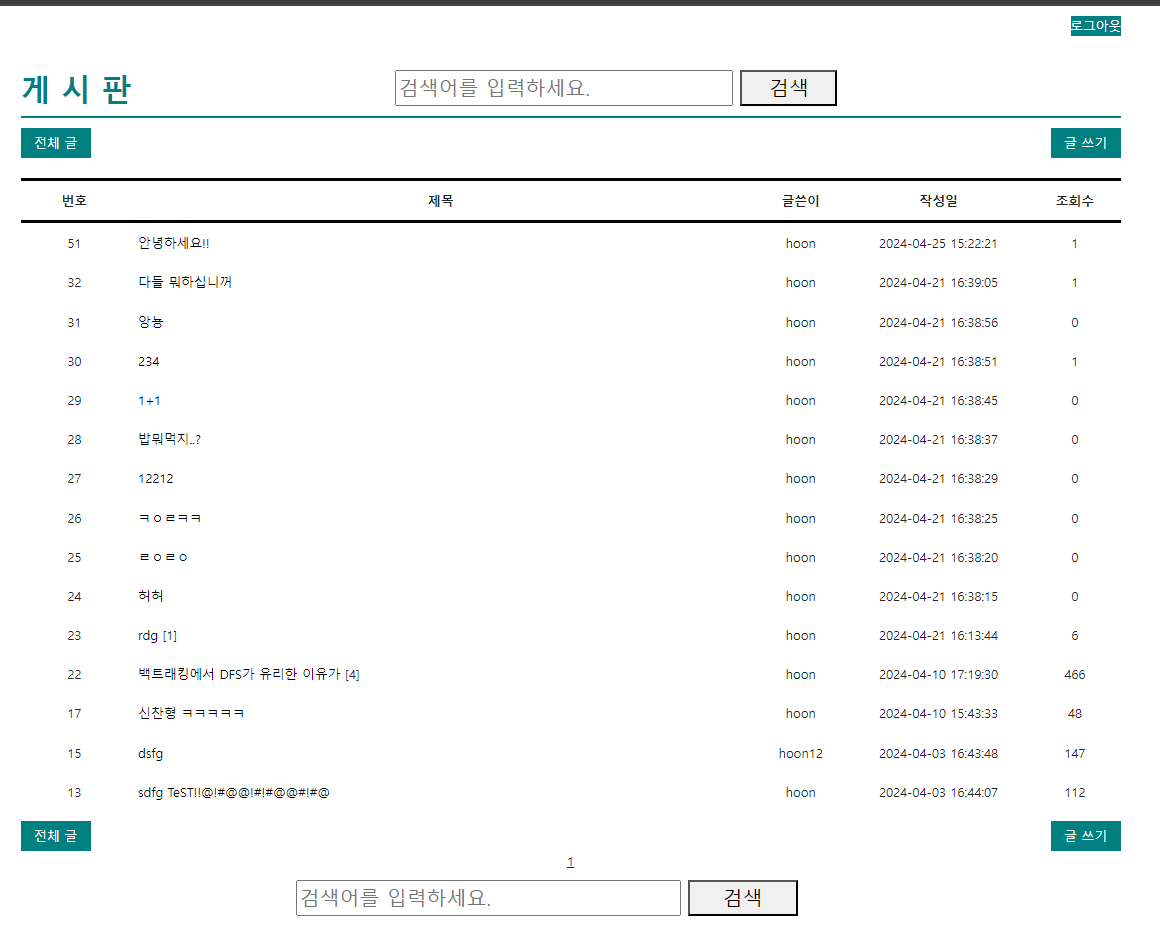 로그아웃
게 시 판 검색어를 입력하세요. 검색
전체 글 글 쓰기
번호 제목 글쓴이 작성일 조회수
51 안녕하세요!! hoon 2024-04-25 15:22:21 1
32 다들 뭐하십니꺼 hoon 2024-04-21 16:39:05 1
31 앙뇽 hoon 2024-04-21 16:38:56 0
30 234 hoon 2024-04-21 16:38:51 1
29 1+1 hoon 2024-04-21 16:38:45 0
28 밥뭐먹지..? hoon 2024-04-21 16:38:37 0
27 12212 hoon 2024-04-21 16:38:29 0
26 ㅋㅇㄹㅋㅋ hoon 2024-04-21 16:38:25 0
25 ㄹㅇㄹㅇ hoon 2024-04-21 16:38:20 0
24 허허 hoon 2024-04-21 16:38:15 0
23 rdg [1] hoon 2024-04-21 16:13:44 6
22 백트래킹에서 DFS가 유리한 이유가 [4] hoon 2024-04-10 17:19:30 466
17 신찬형 ㅋㅋㅋㅋㅋ hoon 2024-04-10 15:43:33 48
15 dsfg hoon12 2024-04-03 16:43:48 147
13 sdfg TeST!!@!#@@!#!#@@#!#@ hoon 2024-04-03 16:44:07 112
전체 글 글 쓰기
1
검색어를 입력하세요. 검색